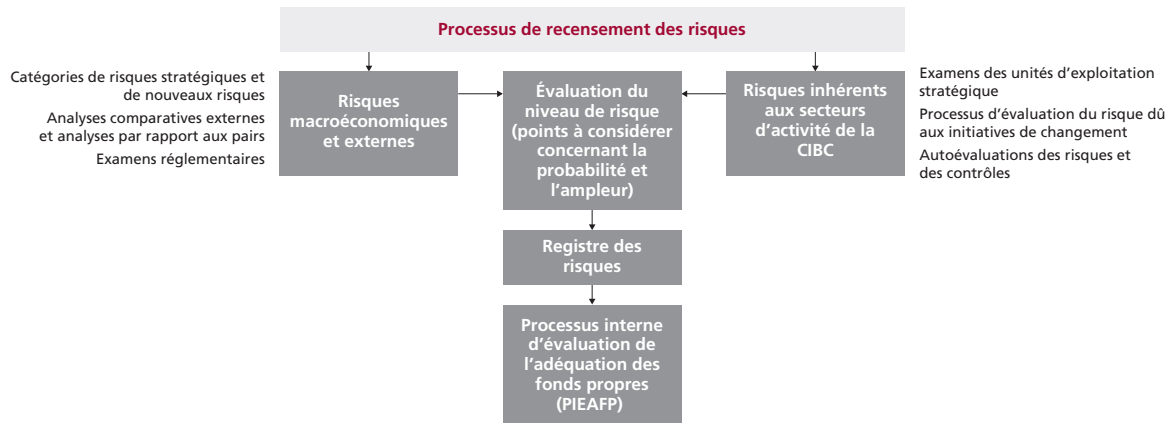 Processus de recensement des risques
Catégories de risques stratégiques et
de nouveaux risques
Analyses comparatives externes
et analyses par rapport aux pairs
Examens réglementaires
Risques
macroéconomiques
et externes
Évaluation du
niveau de risque
(points à considérer
concernant la
probabilité et
l’ampleur)
Risques inhérents
aux secteurs
d’activité de la
CIBC
Examens des unités d’exploitation
stratégique
Processus d’évaluation du risque dû
aux initiatives de changement
Autoévaluations des risques et
des contrôles
Registre des
risques
Processus interne
d’évaluation de
l’adéquation des
fonds propres
(PIEAFP)